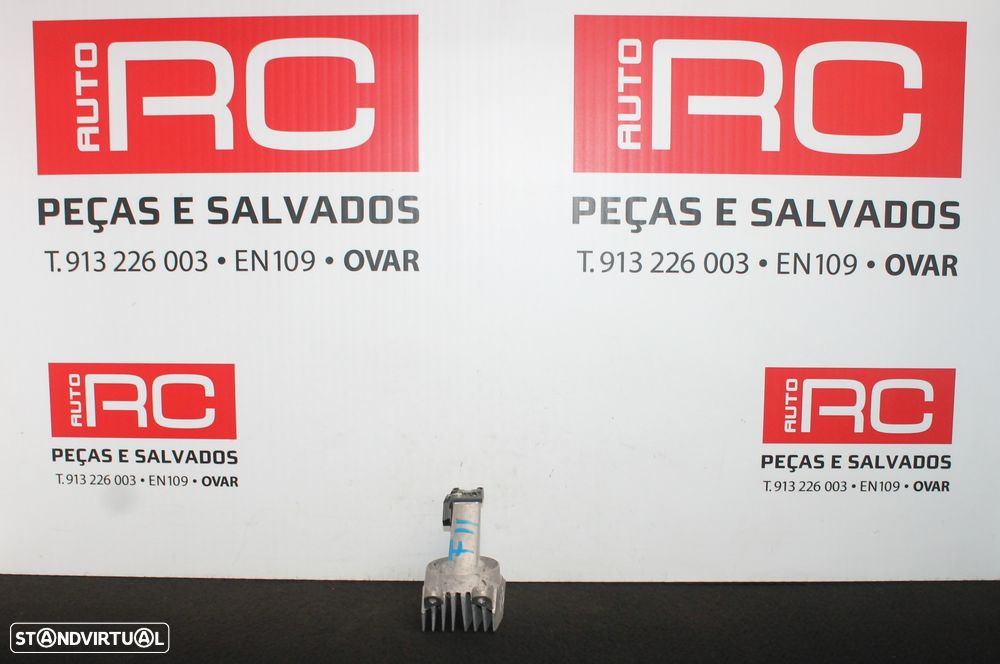 AUTO RC
PEÇAS E SALVADOS
T. 913 226 003 • EN109 • OVAR
AUTO RC
PEÇAS E SALVADOS
T. 913 226 003 • EN109 • OVAR
AUTO RC
PEÇAS E SALVADOS
T. 913 226 003 • EN109 • OVAR
AUTO RC
PEÇAS E SALVADOS
T. 913 226 003 • EN109 • OVAR
F11
STANDVIRTUAL